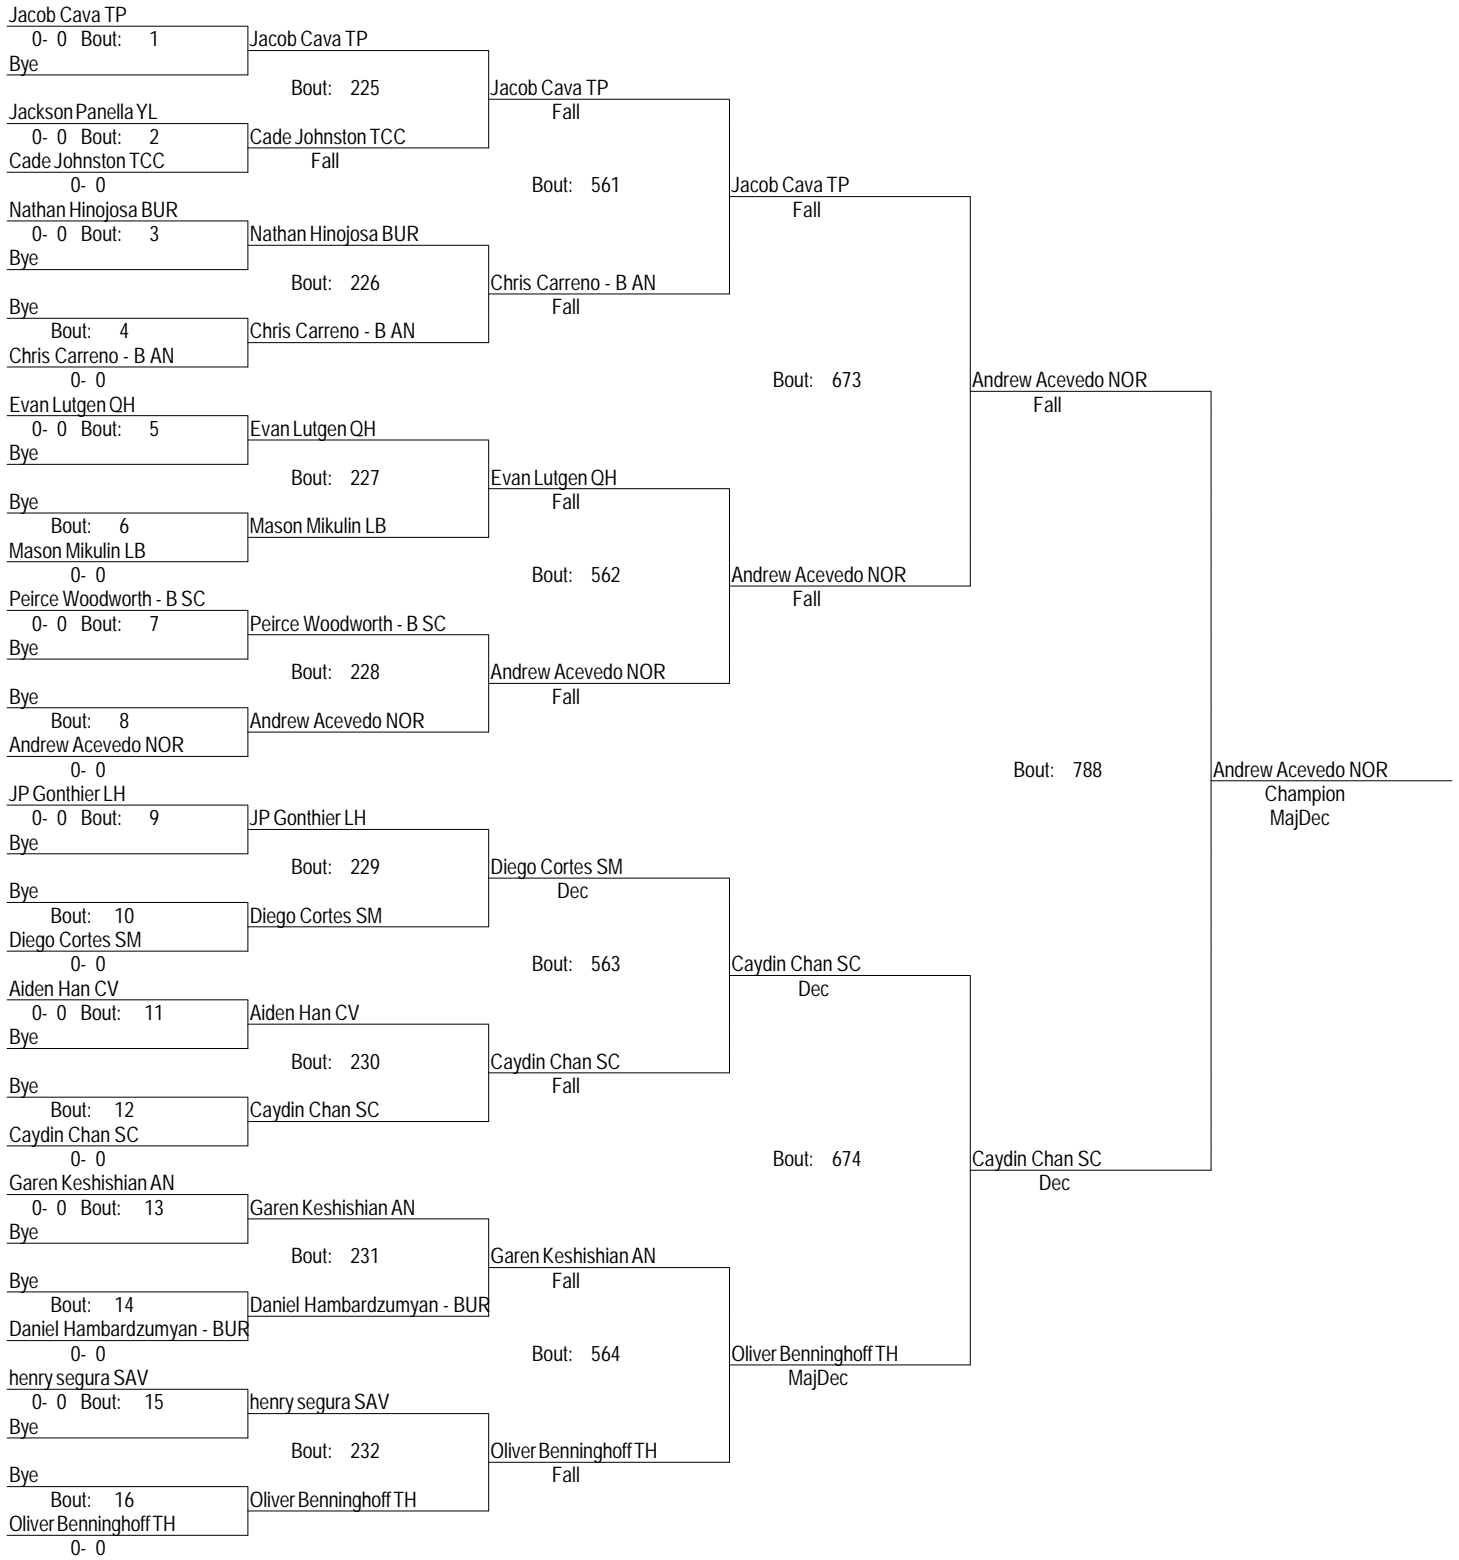 Jacob Cava TP
0- 0 Bout: 1
Jacob Cava TP
Bye
Bout: 225
Jacob Cava TP
Jackson Panella YL
Fall
0- 0 Bout: 2
Cade Johnston TCC
Cade Johnston TCC
Fall
0- 0
Bout: 561
Jacob Cava TP
Nathan Hinojosa BUR
Fall
0- 0 Bout: 3
Nathan Hinojosa BUR
Bye
Bout: 226
Chris Carreno - B AN
Bye
Fall
Bout: 4
Chris Carreno - B AN
Chris Carreno - B AN
0- 0
Bout: 673
Andrew Acevedo NOR
Evan Lutgen QH
Fall
0- 0 Bout: 5
Evan Lutgen QH
Bye
Bout: 227
Evan Lutgen QH
Bye
Fall
Bout: 6
Mason Mikulin LB
Mason Mikulin LB
0- 0
Bout: 562
Andrew Acevedo NOR
Peirce Woodworth - B SC
Fall
0- 0 Bout: 7
Peirce Woodworth - B SC
Bye
Bout: 228
Andrew Acevedo NOR
Bye
Fall
Bout: 8
Andrew Acevedo NOR
Andrew Acevedo NOR
0- 0
Bout: 788
Andrew Acevedo NOR
JP Gonthier LH
Champion
0- 0 Bout: 9
JP Gonthier LH
MajDec
Bye
Bout: 229
Diego Cortes SM
Bye
Dec
Bout: 10
Diego Cortes SM
Diego Cortes SM
0- 0
Bout: 563
Caydin Chan SC
Aiden Han CV
Dec
0- 0 Bout: 11
Aiden Han CV
Bye
Bout: 230
Caydin Chan SC
Bye
Fall
Bout: 12
Caydin Chan SC
Caydin Chan SC
0- 0
Bout: 674
Caydin Chan SC
Garen Keshishian AN
Dec
0- 0 Bout: 13
Garen Keshishian AN
Bye
Bout: 231
Garen Keshishian AN
Bye
Fall
Bout: 14
Daniel Hambardzumyan - BUR
Daniel Hambardzumyan - BUR
0- 0
Bout: 564
Oliver Benninghoff TH
henry segura SAV
MajDec
0- 0 Bout: 15
henry segura SAV
Bye
Bout: 232
Oliver Benninghoff TH
Bye
Fall
Bout: 16
Oliver Benninghoff TH
Oliver Benninghoff TH
0- 0